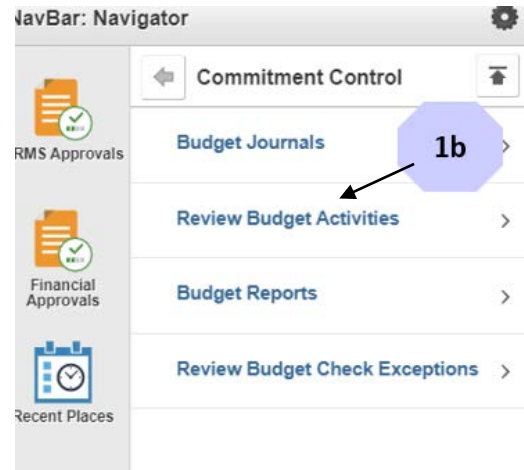 NavBar: Navigator
Commitment Control
RMS Approvals
Budget Journals
1b
Review Budget Activities
Financial
Approvals
Budget Reports
Recent Places
Review Budget Check Exceptions